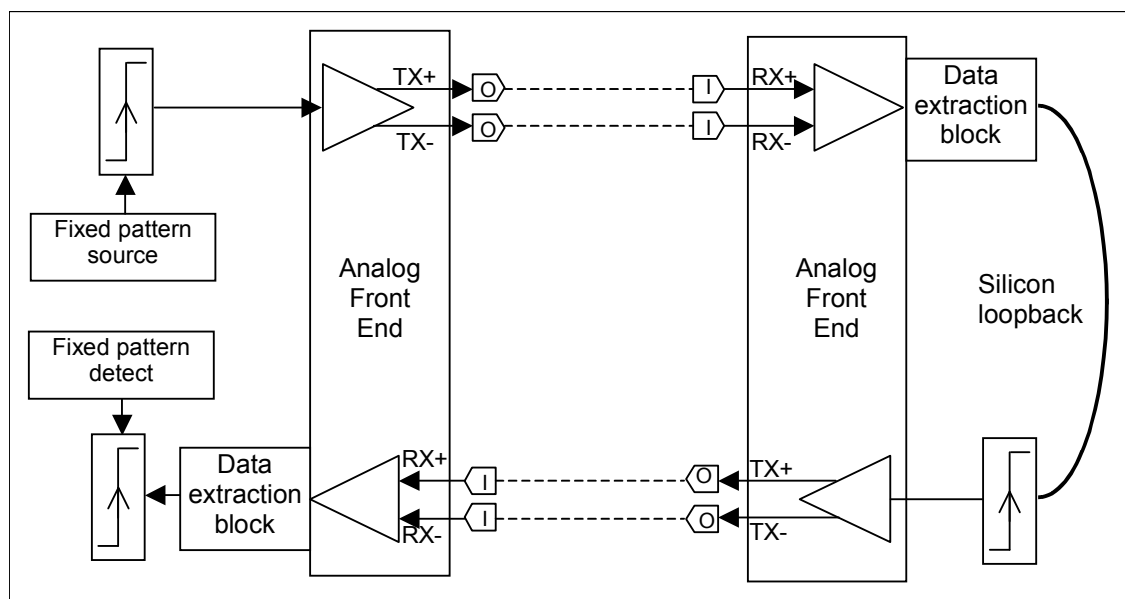 TX+
O
I
RX+
Data
extraction
block
TX-
O
I
RX-
Fixed pattern
source
Analog
Front
End
Analog
Front
End
Silicon
loopback
Fixed pattern
detect
Data
extraction
block
RX+
I
O
TX+
RX-
I
O
TX-